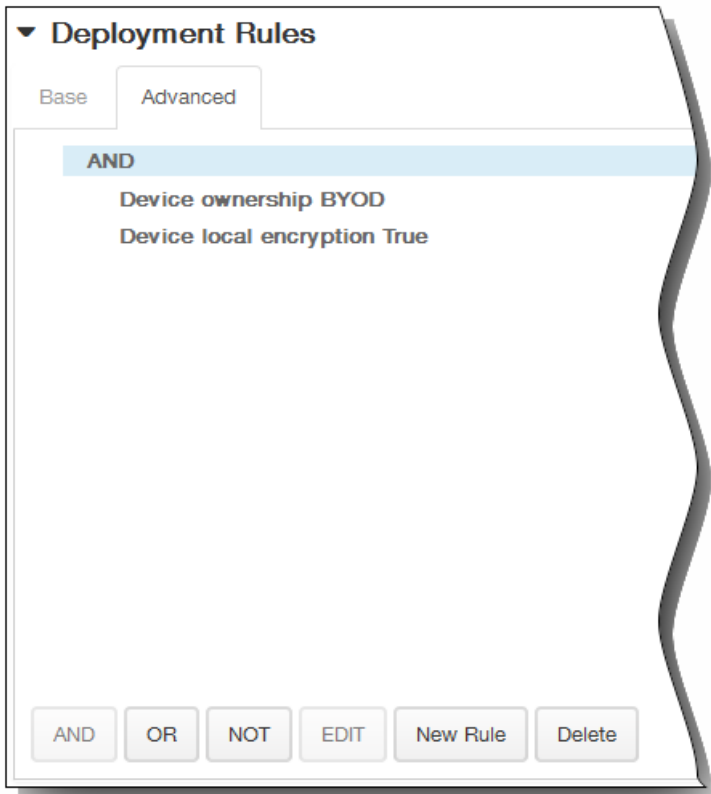 Deployment Rules
Base Advanced
AND
Device ownership BYOD
Device local encryption True
AND OR NOT EDIT New Rule Delete